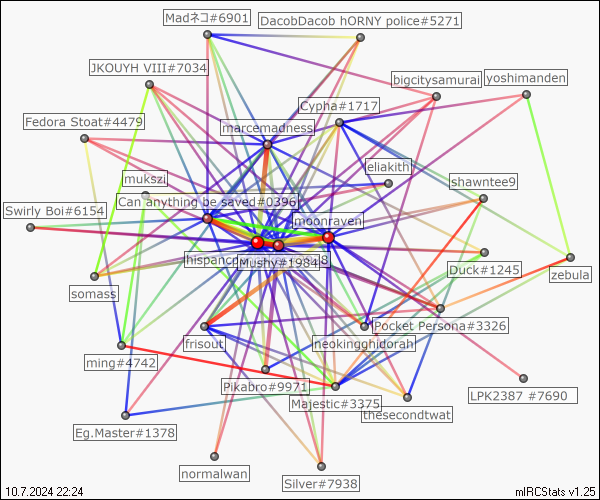 Madネコ#6901
DacobDacob hORNY police#5271
JKOUYH VIII#7034
bigcitysamurai
yoshimanden
Cypha#1717
Fedora Stoat#4479
marcemadness
eliakith
mukszi
shawntee9
Can anything be saved#0396
Swirly Boi#6154
moonraven
Mushy#1984
Duck#1245
zebula
somass
Pocket Persona#3326
frisout
neokingghidorah
ming#4742
Pikabro#9971
LPK2387 #7690
Majestic#3375
thesecondtwat
Eg.Master#1378
normalwan
Silver#7938
10.7.2024 22:24
mIRCStats v1.25